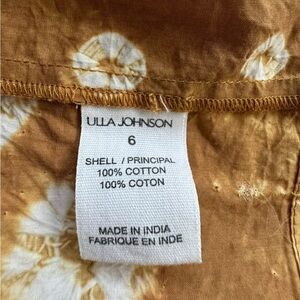 ULLA JOHNSON
6
SHELL / PRINCIPAL
100% COTTON
100% COTON
MADE IN INDIA
FABRIQUE EN INDE